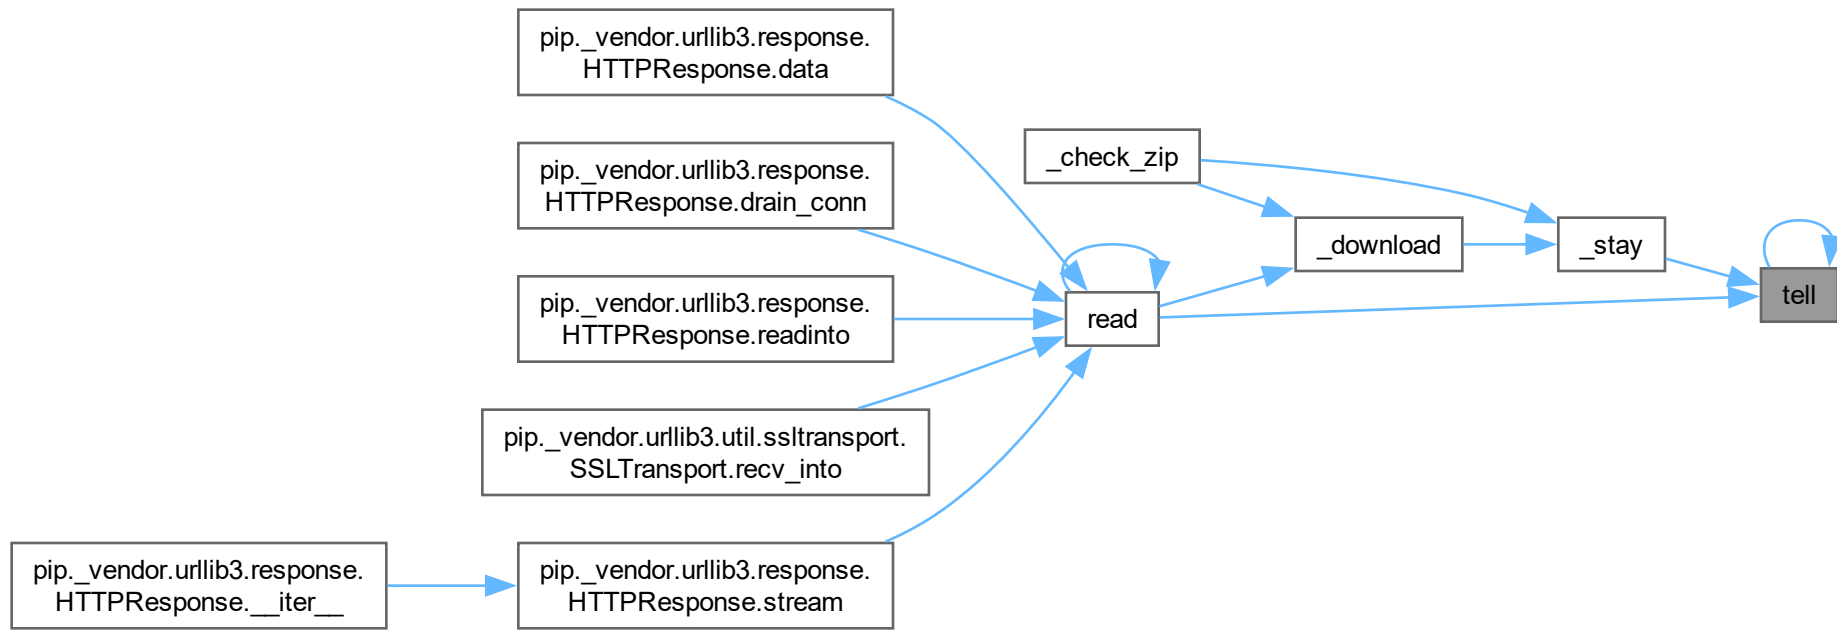 pip._vendor.urllib3.response.
HTTPResponse.data
pip._vendor.urllib3.response.
HTTPResponse.drain_conn
_check_zip
_download
_stay
tell
read
pip._vendor.urllib3.response.
HTTPResponse.readinto
pip._vendor.urllib3.util.ssltransport.
SSLTransport.recv_into
pip._vendor.urllib3.response.
HTTPResponse.__iter__
pip._vendor.urllib3.response.
HTTPResponse.stream